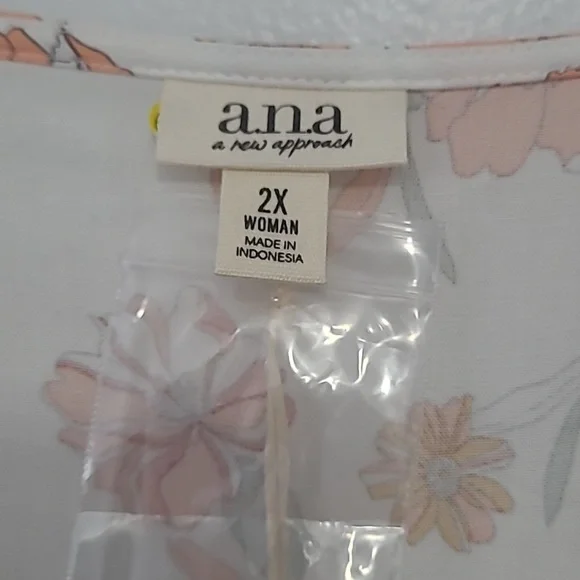 a.n.a
a new approach
2X
WOMAN
MADE IN
INDONESIA